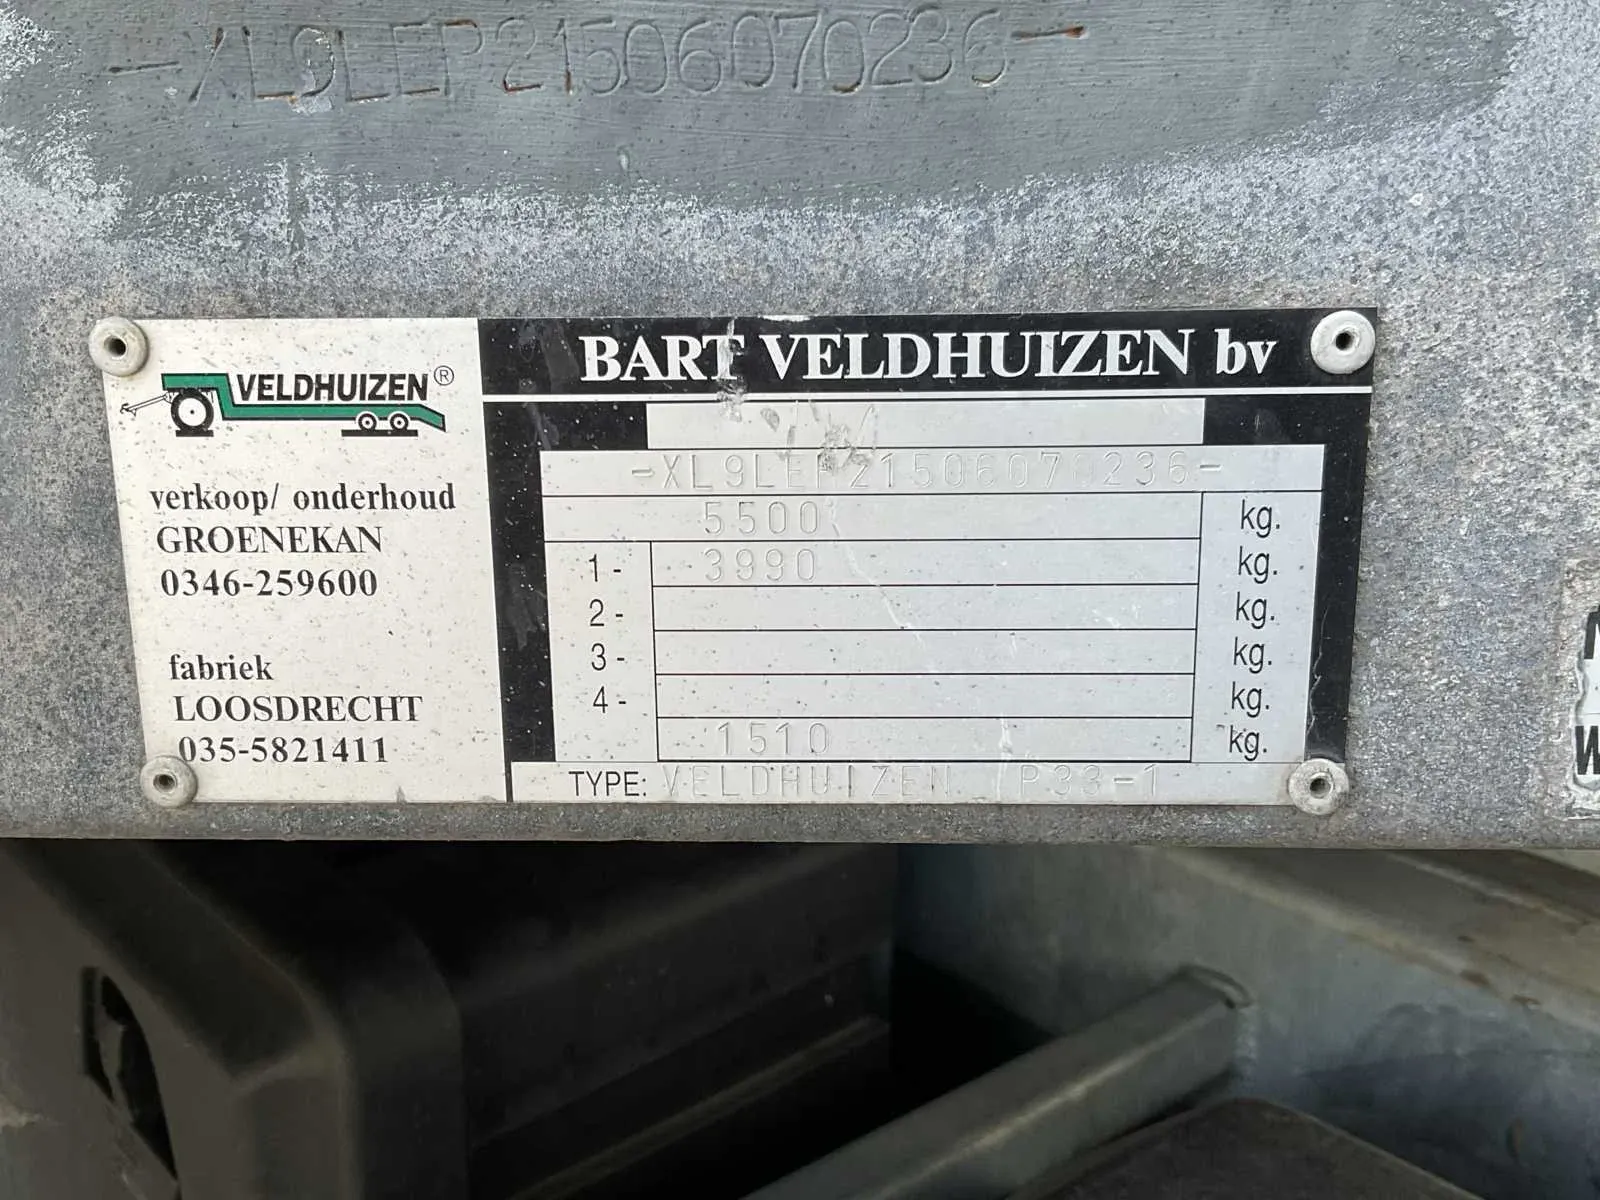 -XL9LEP21506070236-
VELDHUIZEN®
verkoop/ onderhoud
GROENEKAN
0346-259600
fabriek
LOOSDRECHT
035-5821411
BART VELDHUIZEN bv
-XL9LEP21506070236-
5500 kg.
1- 3990 kg.
2- kg.
3- kg.
4- kg.
1510 kg.
TYPE: VELDHUIZEN P33-1